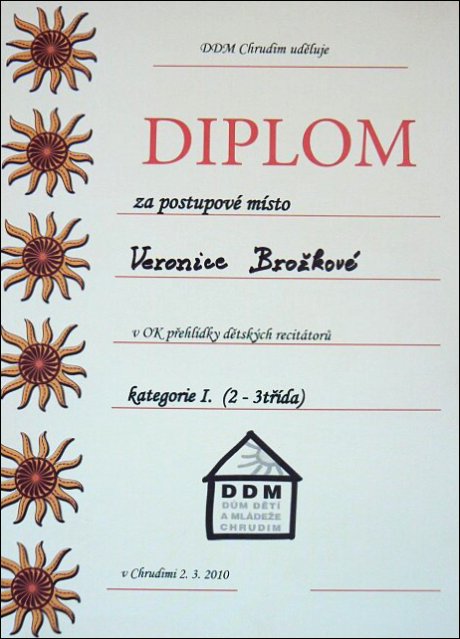 DDM Chrudim uděluje
DIPLOM
za postupové místo
Veronice Brožkové
v OK přehlídky dětských recitátorů
kategorie I. (2 - 3třída)
DDM
DŮM DĚTÍ
A MLÁDEŽE
CHRUDIM
v Chrudimi 2. 3. 2010